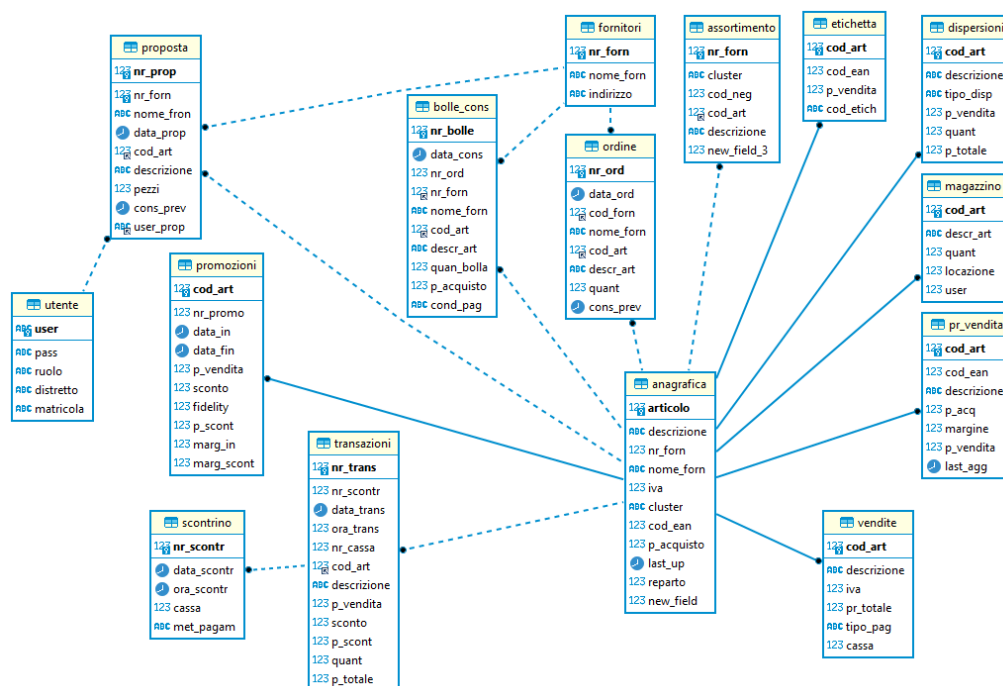 proposta
nr_prop
nr_forn
nome_fron
data_prop
cod_art
descrizione
pezzi
cons_prev
user_prop
fornitori
nr_forn
nome_forn
indirizzo
assortimento
nr_forn
cluster
cod_neg
cod_art
descrizione
new_field_3
etichetta
cod_art
cod_ean
p_vendita
cod_etich
dispersioni
cod_art
descrizione
tipo_disp
p_vendita
quant
p_totale
bolle_cons
nr_bolle
data_cons
nr_ord
nr_forn
nome_forn
cod_art
descr_art
quan_bolla
p_acquisto
cond_pag
ordine
nr_ord
data_ord
cod_forn
nome_forn
cod_art
descr_art
quant
cons_prev
magazzino
cod_art
descr_art
quant
locazione
user
utente
user
pass
ruolo
distretto
matricola
promozioni
cod_art
nr_promo
data_in
data_fin
p_vendita
sconto
fidelity
p_scont
marg_in
marg_scont
pr_vendita
cod_art
cod_ean
descrizione
p_acq
margine
p_vendita
last_agg
anagrafica
articolo
descrizione
nr_forn
nome_forn
iva
cluster
cod_ean
p_acquisto
last_up
reparto
new_field
transazioni
nr_trans
nr_scontr
data_trans
ora_trans
nr_cassa
cod_art
descrizione
p_vendita
sconto
p_scont
quant
p_totale
scontrino
nr_scontr
data_scontr
ora_scontr
cassa
met_pagam
vendite
cod_art
descrizione
iva
pr_totale
tipo_pag
cassa